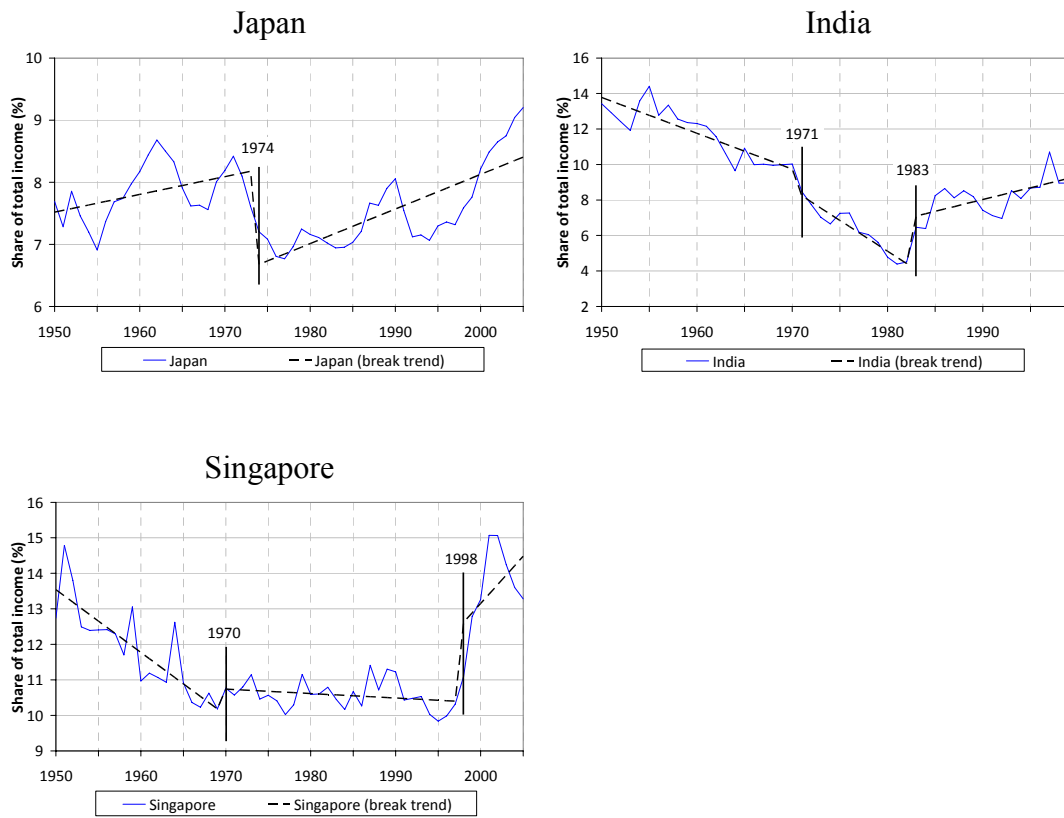 Japan
Share of total income (%)
10
9
8
7
6
1974
1950 1960 1970 1980 1990 2000
Japan Japan (break trend)
India
Share of total income (%)
16
14
12
10
8
6
4
2
1971
1983
1950 1960 1970 1980 1990
India India (break trend)
Singapore
Share of total income (%)
16
15
14
13
12
11
10
9
1970
1998
1950 1960 1970 1980 1990 2000
Singapore Singapore (break trend)